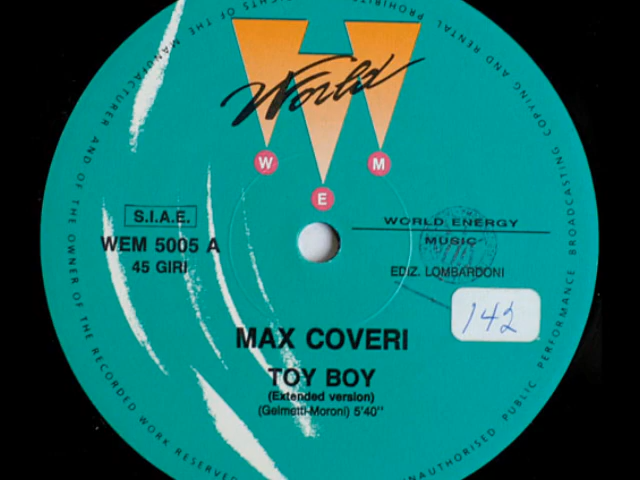 World
W
E
M
S.I.A.E.
WEM 5005 A
45 GIRI
WORLD ENERGY
MUSIC
EDIZ. LOMBARDONI
142
MAX COVERI
TOY BOY
(Extended version)
(Gelmetti-Moroni) 5'40"
RIGHTS OF THE MANUFACTURER AND OF THE OWNER OF THE RECORDED WORK RESERVED
UNAUTHORISED PUBLIC PERFORMANCE BROADCASTING COPYING AND RENTAL PROHIBITED